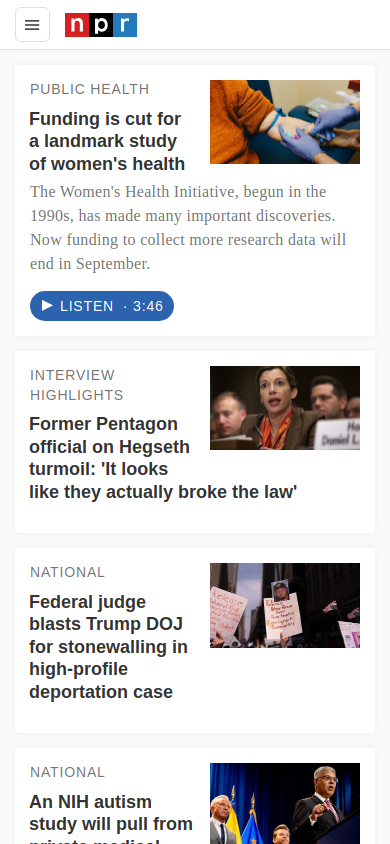 npr
PUBLIC HEALTH
Funding is cut for
a landmark study
of women's health
The Women's Health Initiative, begun in the
1990s, has made many important discoveries.
Now funding to collect more research data will
end in September.
LISTEN · 3:46
INTERVIEW
HIGHLIGHTS
Former Pentagon
official on Hegseth
turmoil: 'It looks
like they actually broke the law'
Daniel
NATIONAL
Federal judge
blasts Trump DOJ
for stonewalling in
high-profile
deportation case
NATIONAL
An NIH autism
study will pull from
private medical